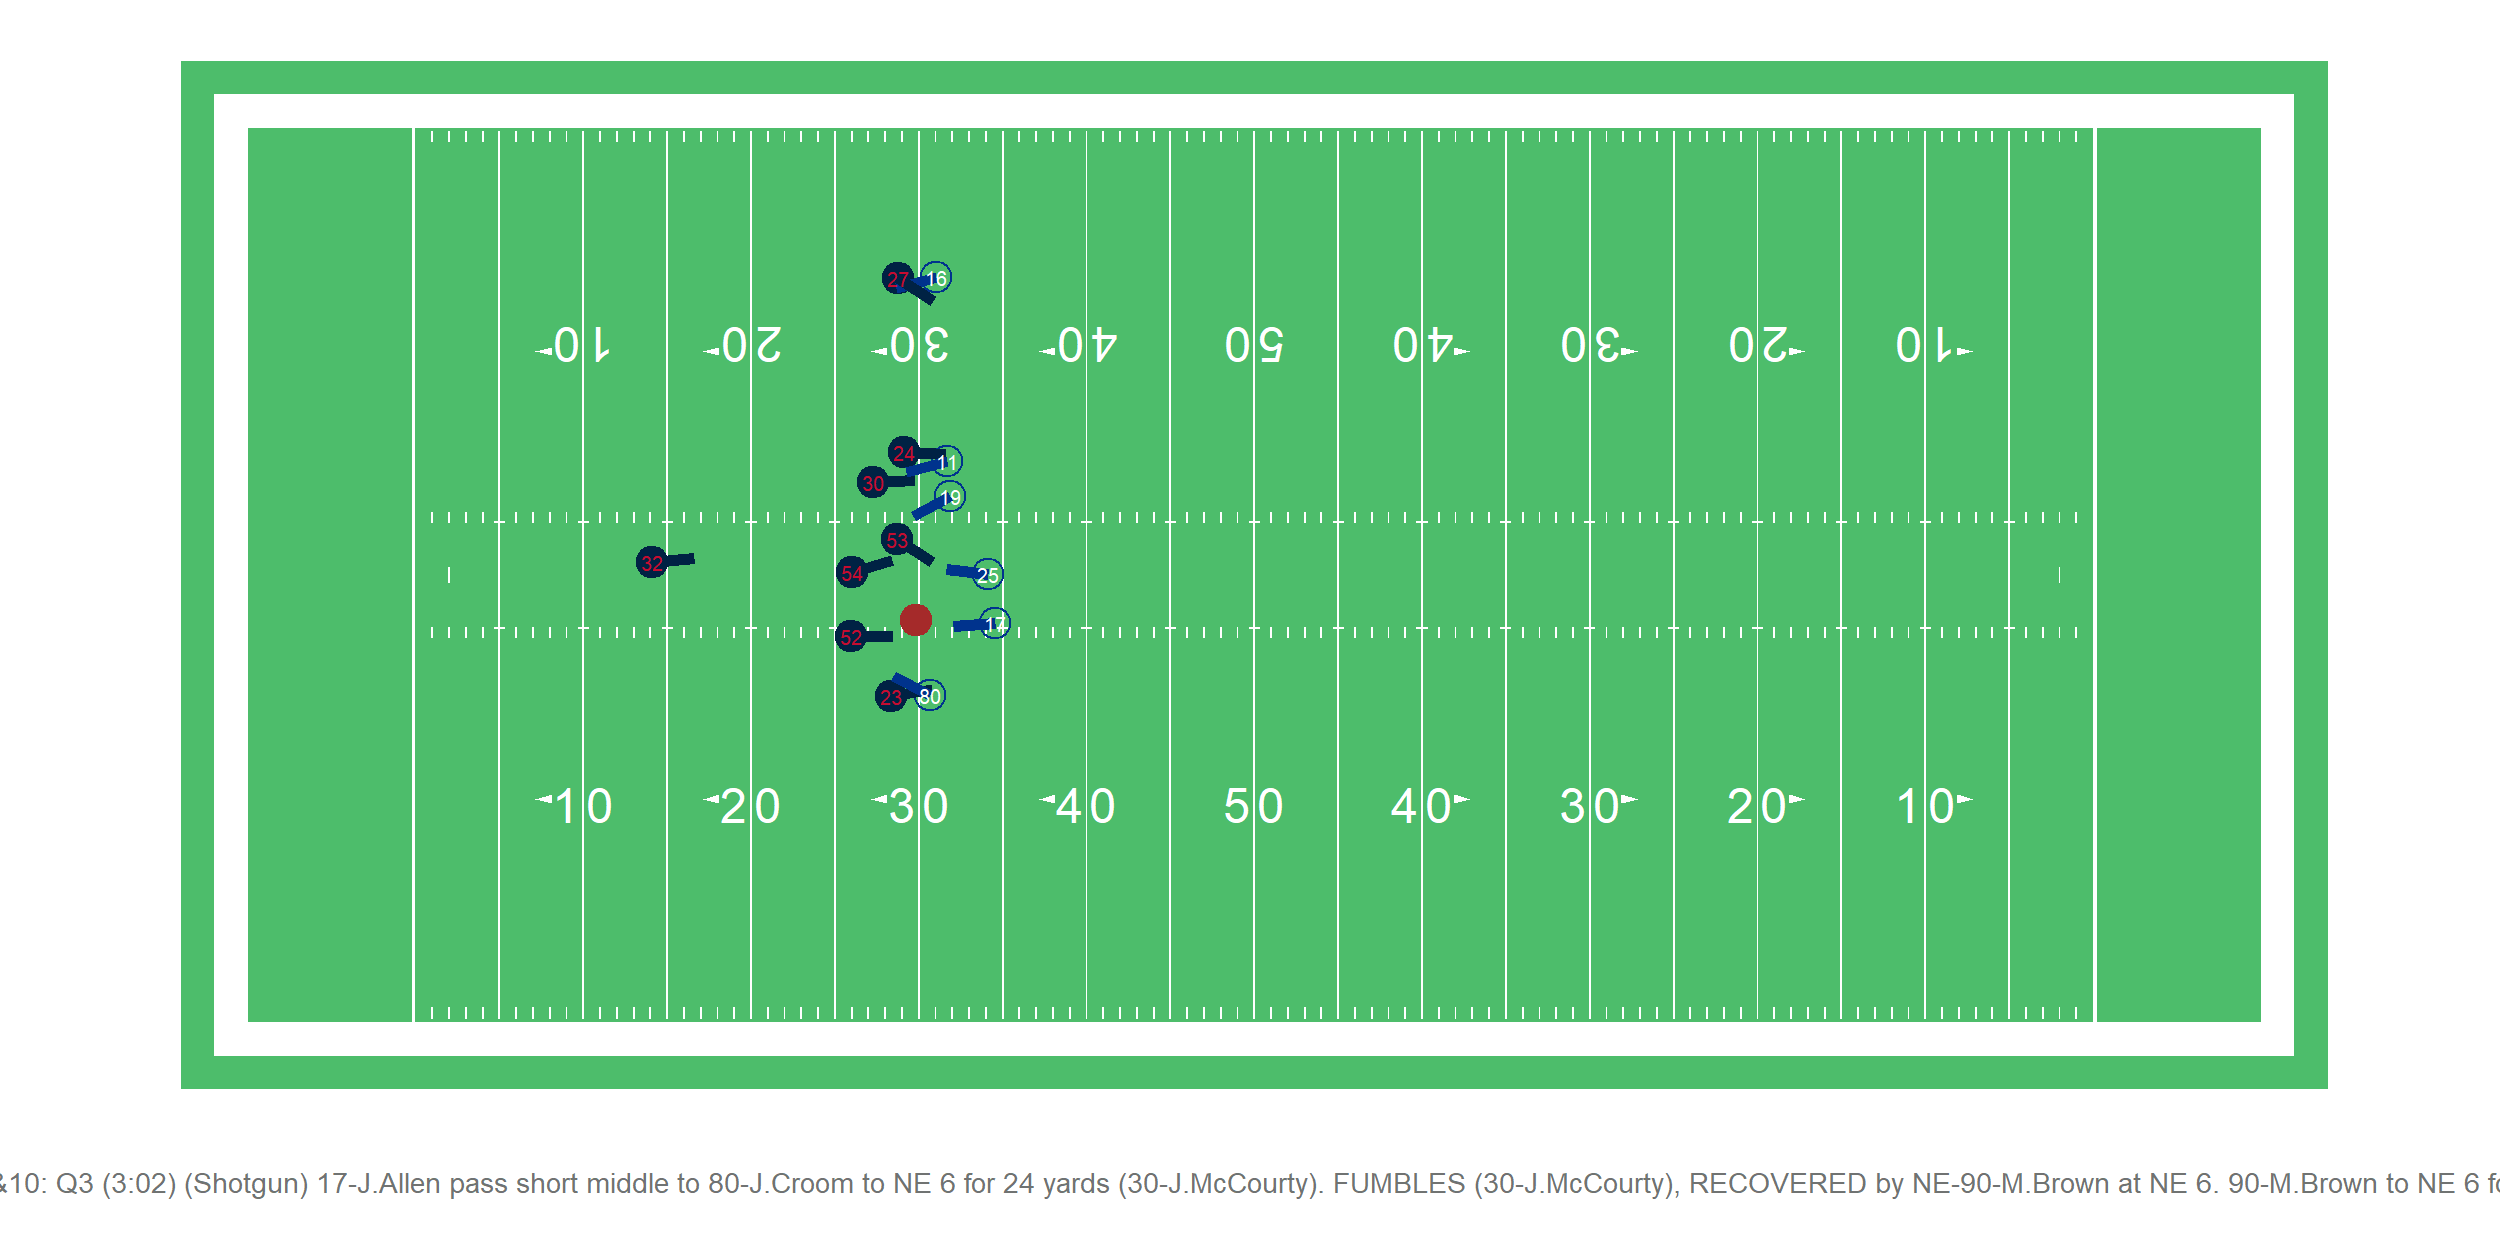 27 16
10 20 30 40 50 40 30 20 10
24 11
30 19
53
32 54 25
52 17
23 80
10 20 30 40 50 40 30 20 10
&10: Q3 (3:02) (Shotgun) 17-J.Allen pass short middle to 80-J.Croom to NE 6 for 24 yards (30-J.McCourty). FUMBLES (30-J.McCourty), RECOVERED by NE-90-M.Brown at NE 6. 90-M.Brown to NE 6